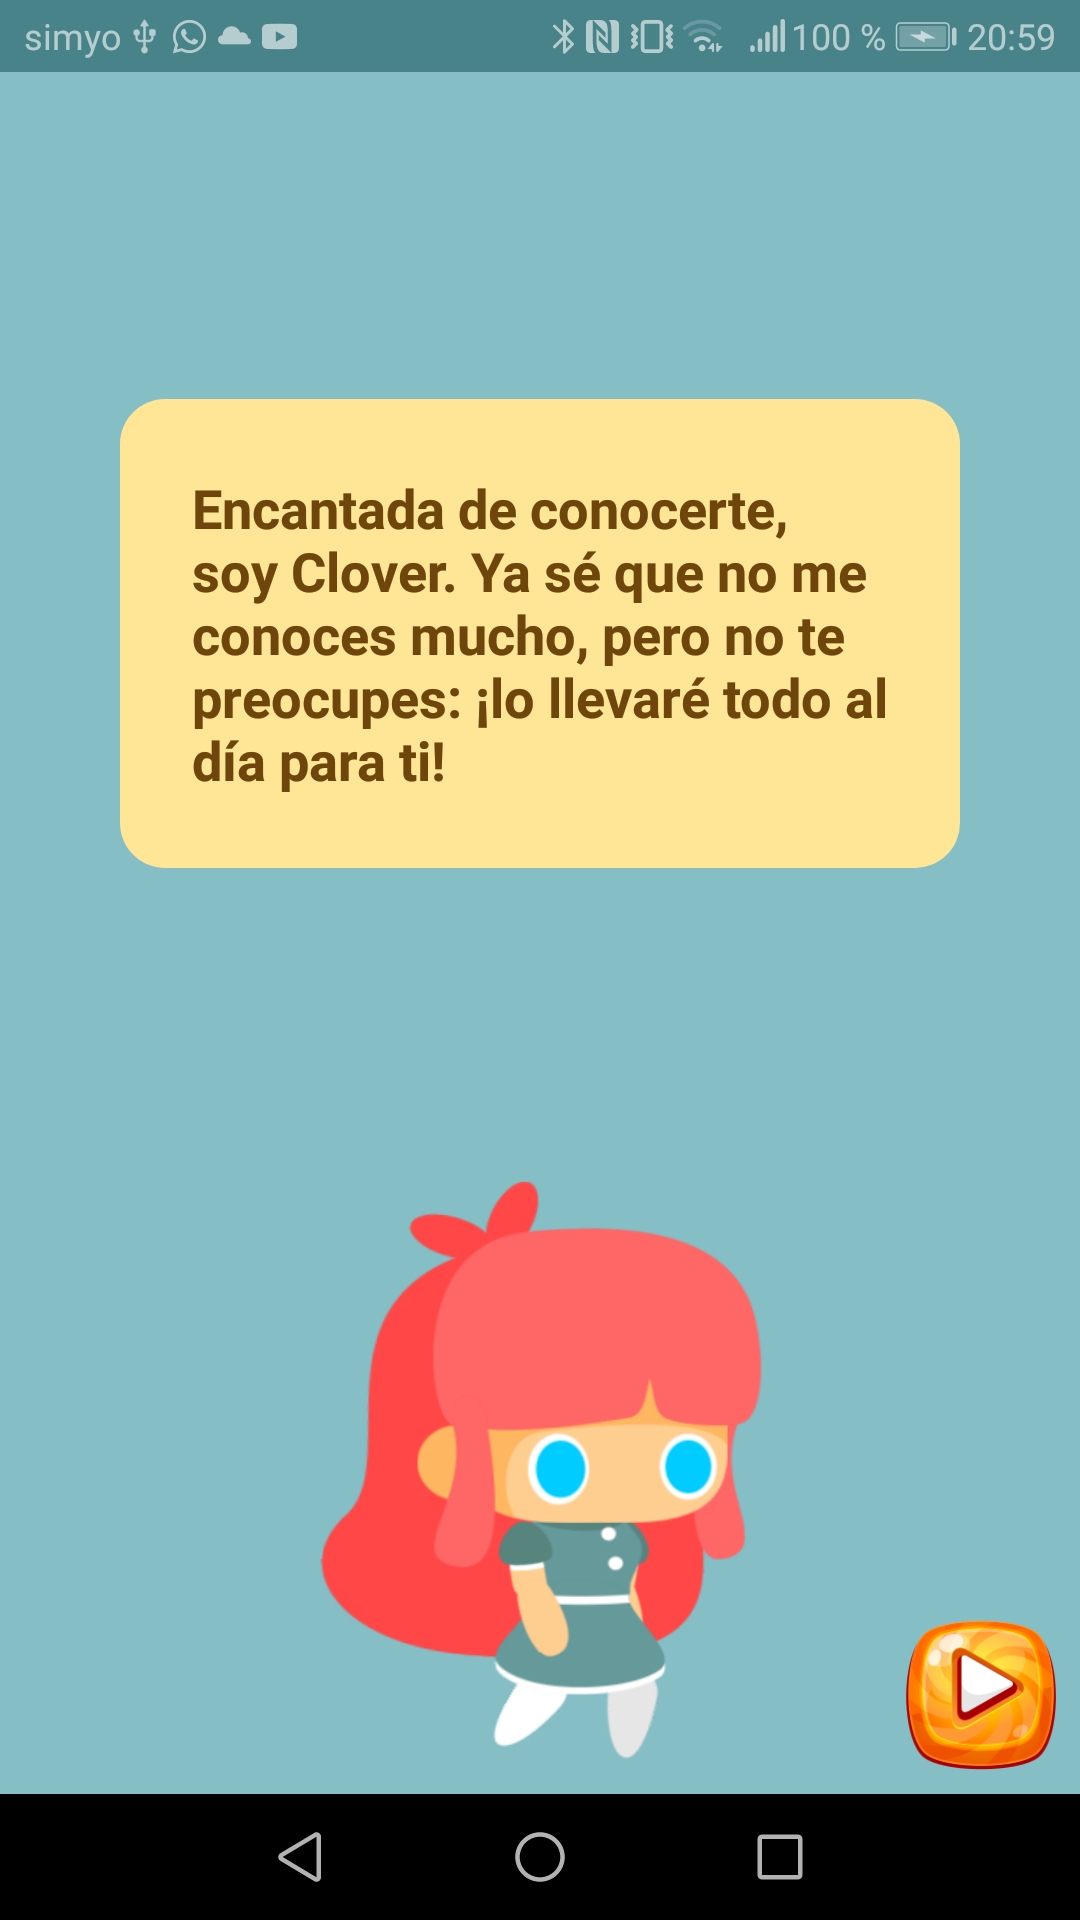 simyo 100 % 20:59
Encantada de conocerte,
soy Clover. Ya sé que no me
conoces mucho, pero no te
preocupes: ¡lo llevaré todo al
día para ti!